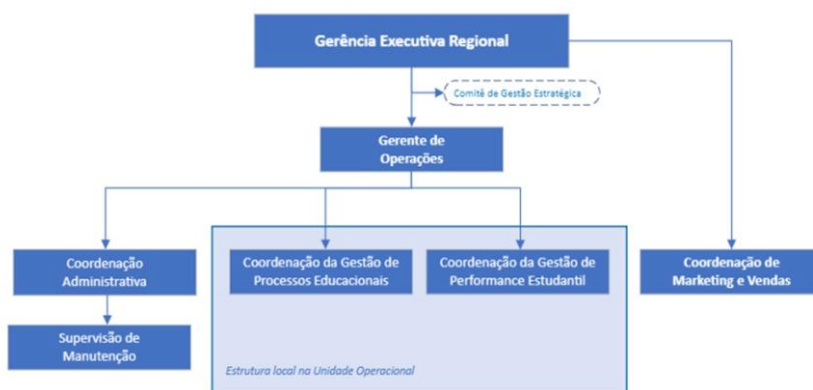 Gerência Executiva Regional
Comitê de Gestão Estratégica
Gerente de
Operações
Coordenação
Administrativa
Coordenação da Gestão de
Processos Educacionais
Coordenação da Gestão de
Performance Estudantil
Coordenação de
Marketing e Vendas
Supervisão de
Manutenção
Estrutura local na Unidade Operacional